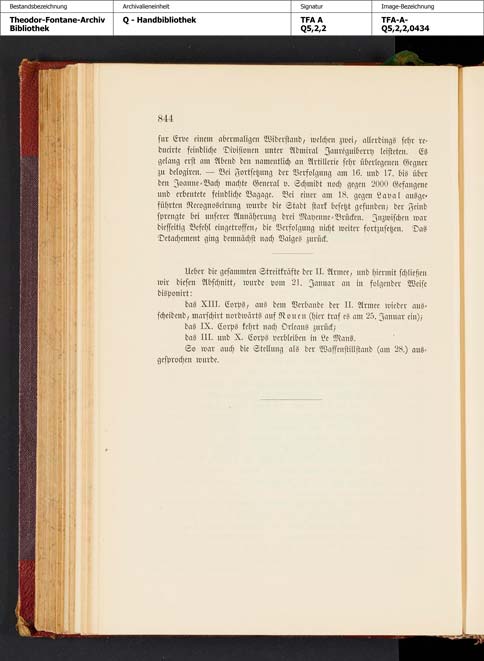 Bestandsbezeichnung Archivalieneinheit Signatur Image-Bezeichnung
Theodor-Fontane-Archiv Q - Handbibliothek TFA A TFA-A-
Bibliothek Q5,2,2 Q5,2,2,0434
844
sur Erve einem abermaligen Widerstand, welchen zwei, allerdings sehr re-
ducirte feindliche Divisionen unter Admiral Jauréguiberry leisteten. Es
gelang erst am Abend den namentlich an Artillerie sehr überlegenen Gegner
zu delogiren. — Bei Fortsetzung der Verfolgung am 16. und 17. bis über
den Joanne-Bach machte General v. Schmidt noch gegen 2000 Gefangene
und erbeutete feindliche Bagage. Bei einer am 18. gegen Laval ausge-
führten Recognoscirung wurde die Stadt stark besetzt gefunden; der Feind
sprengte bei unserer Annäherung drei Mayenne-Brücken. Inzwischen war
diesseitig Befehl eingetroffen, die Verfolgung nicht weiter fortzusetzen. Das
Detachement ging demnächst nach Vaiges zurück.
Ueber die gesammten Streitkräfte der II. Armee, und hiermit schließen
wir diesen Abschnitt, wurde vom 21. Januar an in folgender Weise
disponirt:
das XIII. Corps, aus dem Verbande der II. Armee wieder aus-
scheidend, marschirt nordwärts auf Rouen (hier traf es am 25. Januar ein);
das IX. Corps kehrt nach Orleans zurück;
das III. und X. Corps verbleiben in Le Mans.
So war auch die Stellung als der Waffenstillstand (am 28.) aus-
gesprochen wurde.